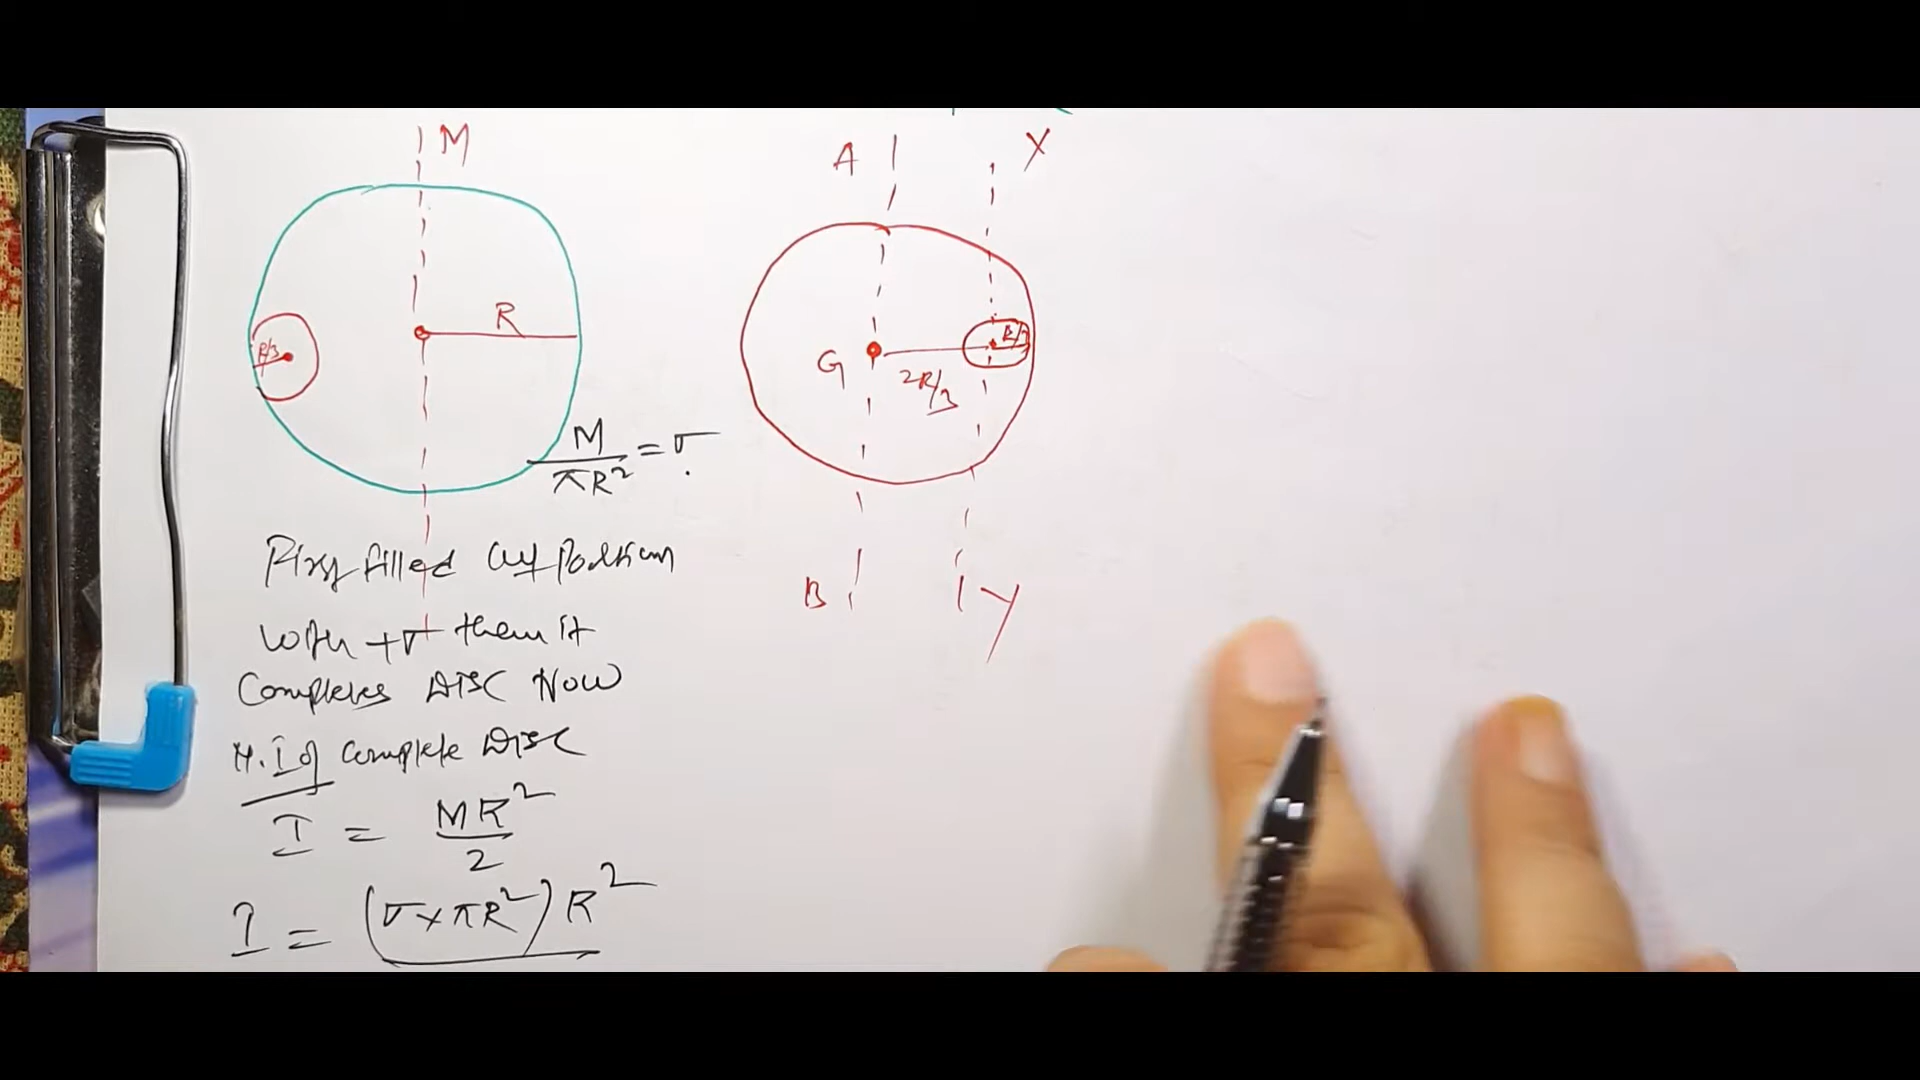 M
R
R/3
M/πR² = σ
First filled cut portion
with +σ then it
Completes DISC NOW
M.I of complete DISC
I = MR²/2
I = (σ×πR²)R²
A
X
G
2R/3
R/3
B
Y